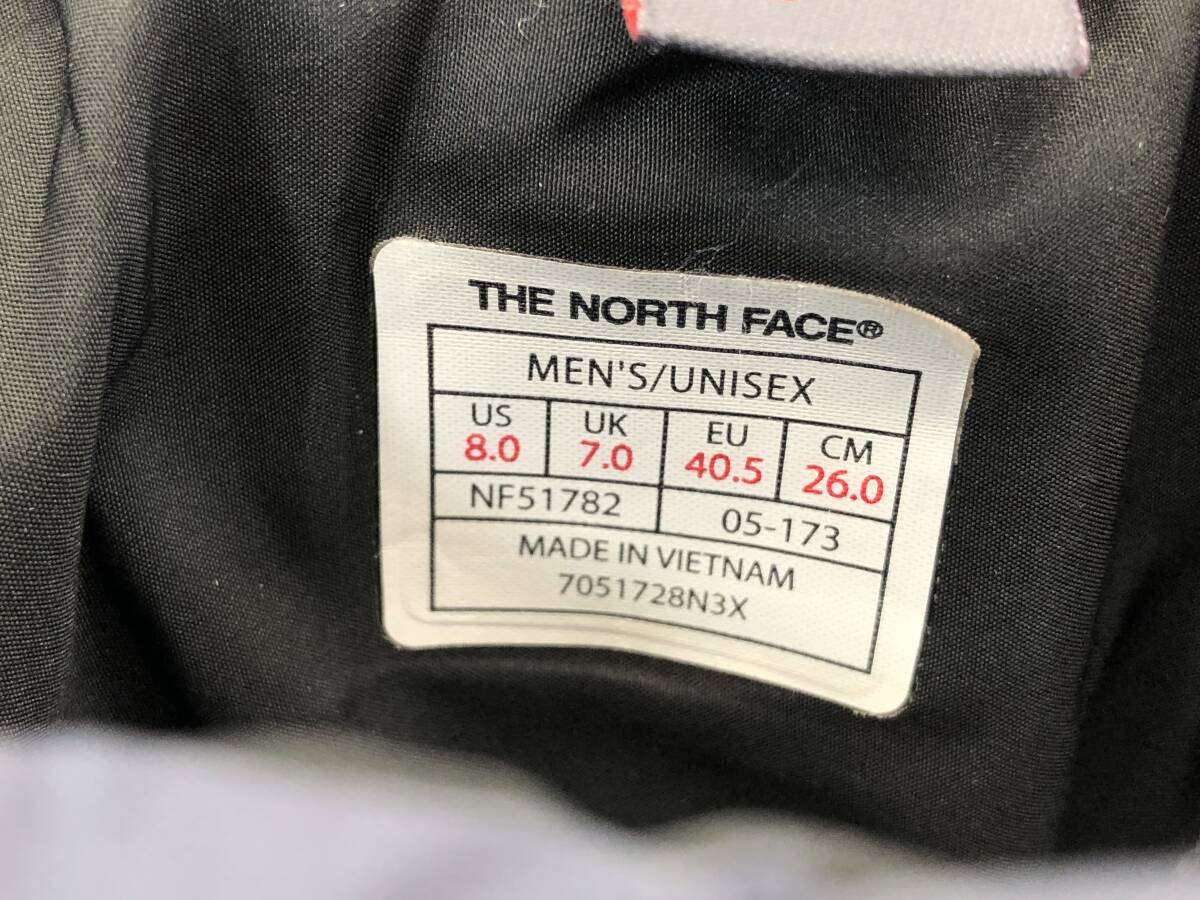 THE NORTH FACE®
MEN'S/UNISEX
US UK EU CM
8.0 7.0 40.5 26.0
NF51782 05-173
MADE IN VIETNAM
7051728N3X